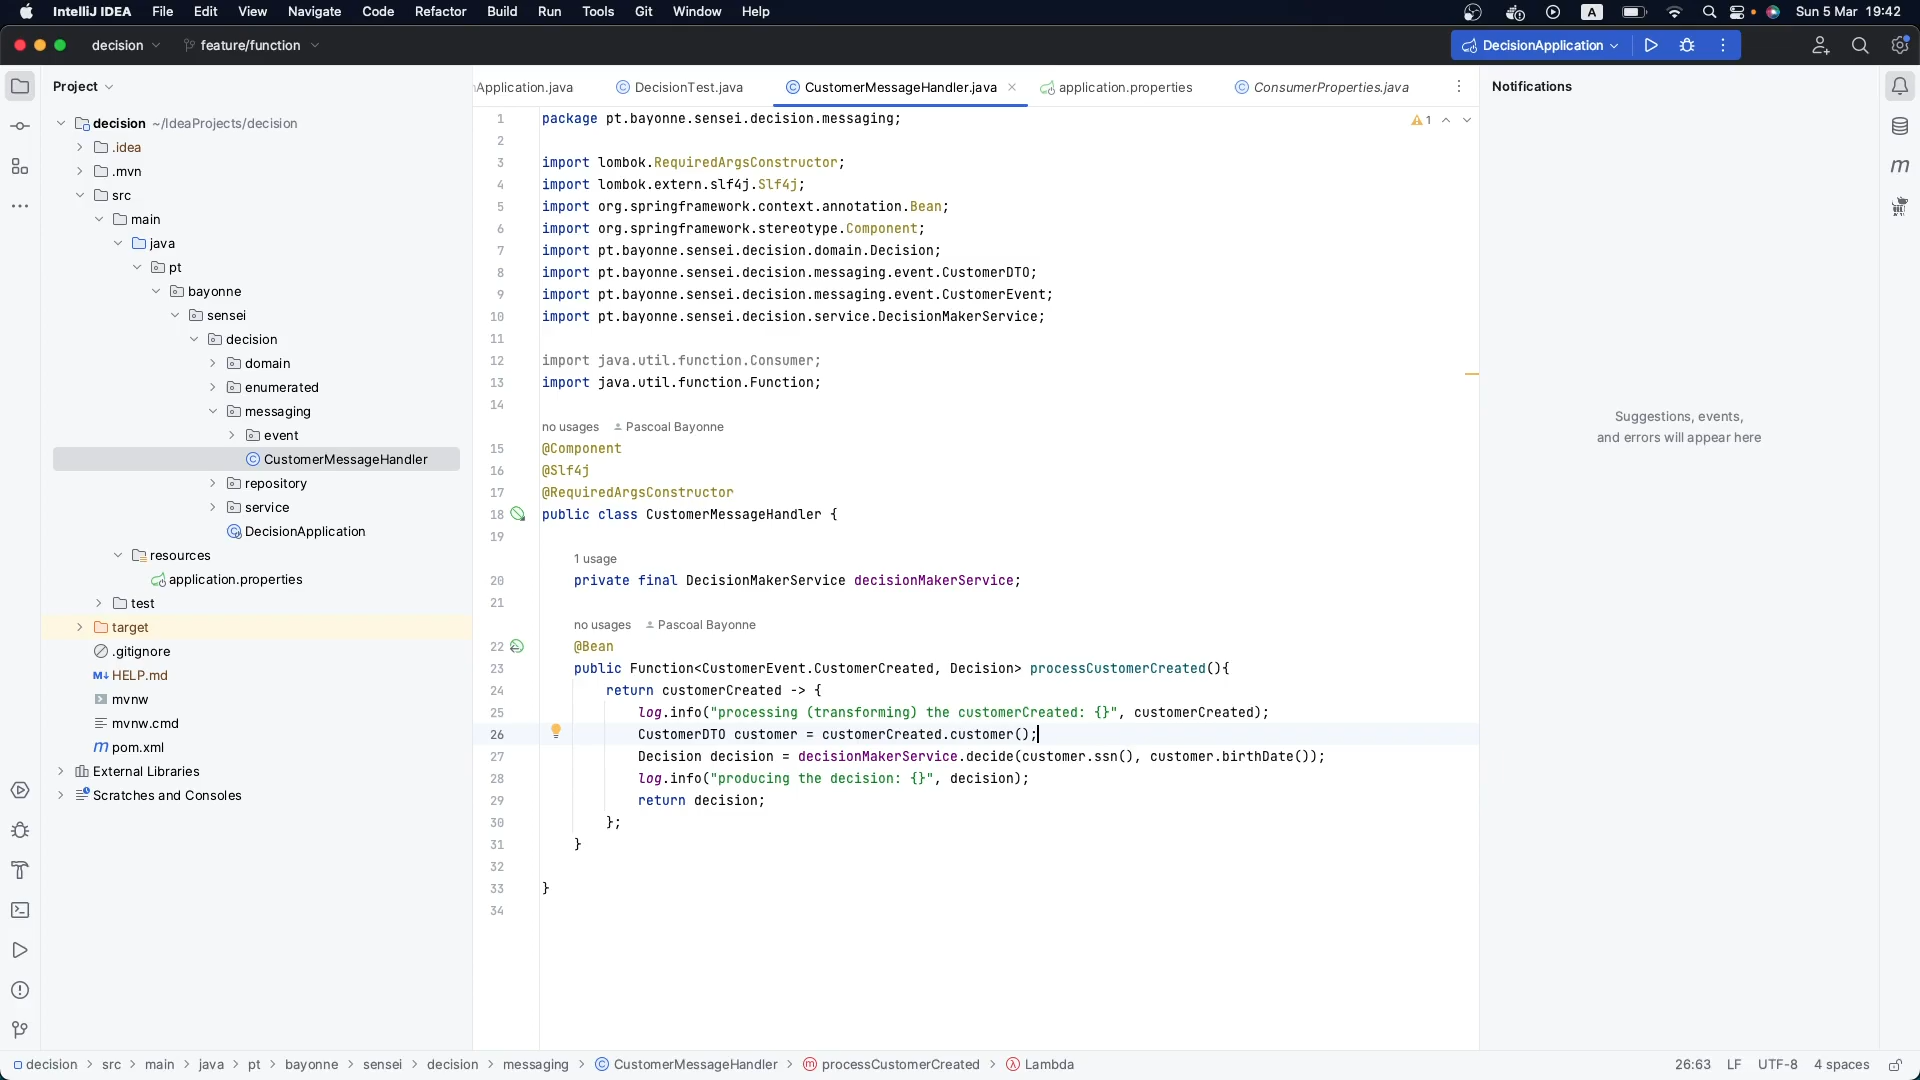 IntelliJ IDEA File Edit View Navigate Code Refactor Build Run Tools Git Window Help A Sun 5 Mar 19:42
decision feature/function DecisionApplication
Project
Application.java DecisionTest.java CustomerMessageHandler.java application.properties ConsumerProperties.java
Notifications
decision ~/IdeaProjects/decision
.idea
.mvn
src
main
java
pt
bayonne
sensei
decision
domain
enumerated
messaging
event
CustomerMessageHandler
repository
service
DecisionApplication
resources
application.properties
test
target
.gitignore
M↓ HELP.md
mvnw
mvnw.cmd
m pom.xml
External Libraries
Scratches and Consoles
1 package pt.bayonne.sensei.decision.messaging;
1
2
3 import lombok.RequiredArgsConstructor;
4 import lombok.extern.slf4j.Slf4j;
5 import org.springframework.context.annotation.Bean;
6 import org.springframework.stereotype.Component;
7 import pt.bayonne.sensei.decision.domain.Decision;
8 import pt.bayonne.sensei.decision.messaging.event.CustomerDTO;
9 import pt.bayonne.sensei.decision.messaging.event.CustomerEvent;
10 import pt.bayonne.sensei.decision.service.DecisionMakerService;
11
12 import java.util.function.Consumer;
13 import java.util.function.Function;
14
no usages Pascoal Bayonne
15 @Component
16 @Slf4j
17 @RequiredArgsConstructor
18 public class CustomerMessageHandler {
19
1 usage
20 private final DecisionMakerService decisionMakerService;
21
no usages Pascoal Bayonne
22 @Bean
23 public Function<CustomerEvent.CustomerCreated, Decision> processCustomerCreated(){
24 return customerCreated -> {
25 log.info("processing (transforming) the customerCreated: {}", customerCreated);
26 CustomerDTO customer = customerCreated.customer();
27 Decision decision = decisionMakerService.decide(customer.ssn(), customer.birthDate());
28 log.info("producing the decision: {}", decision);
29 return decision;
30 };
31 }
32
33 }
34
Suggestions, events,
and errors will appear here
m
decision > src > main > java > pt > bayonne > sensei > decision > messaging > CustomerMessageHandler > processCustomerCreated > Lambda 26:63 LF UTF-8 4 spaces